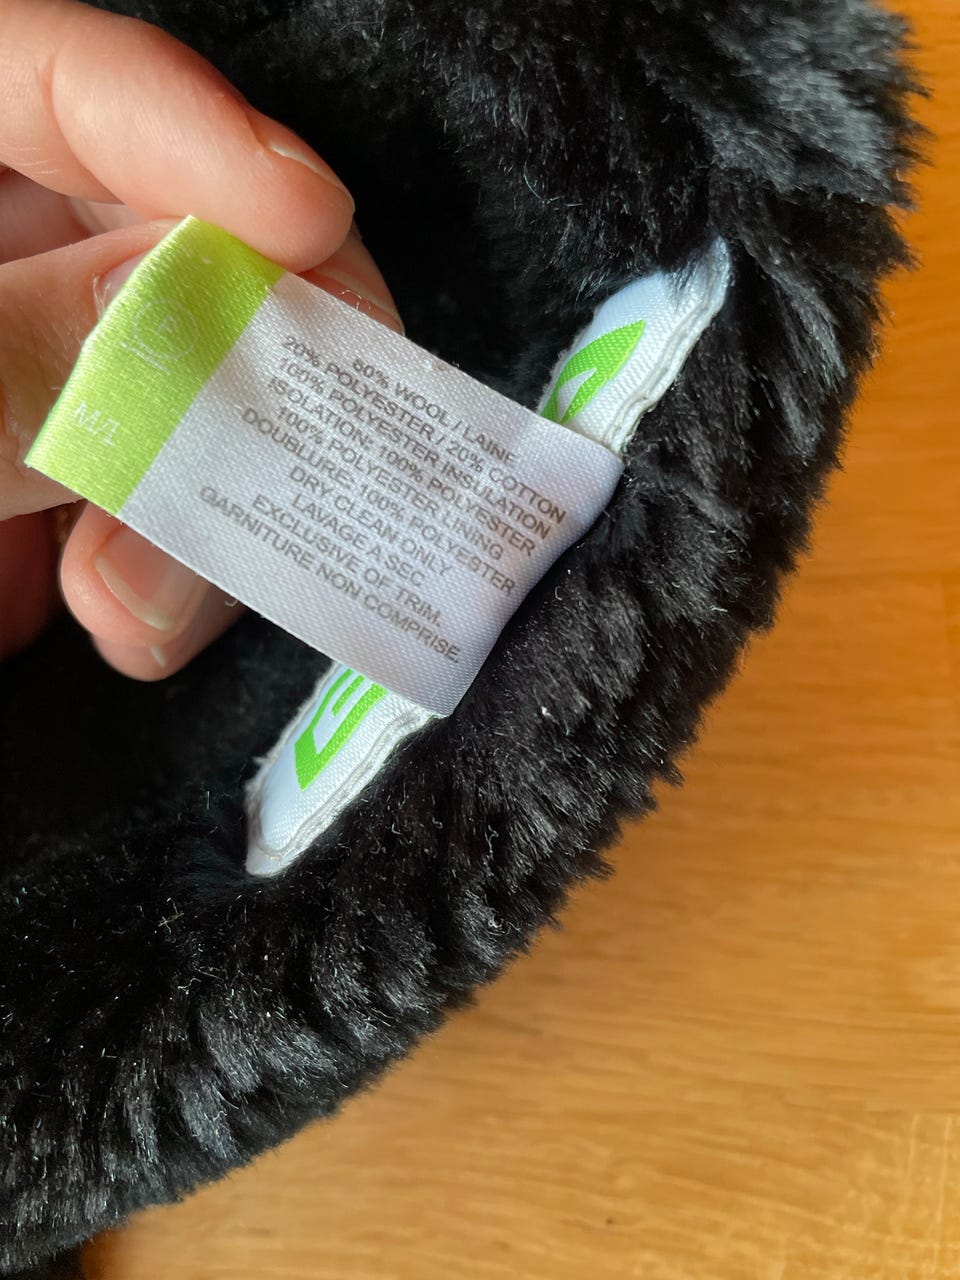 60% WOOL / LAINE
20% POLYESTER / 20% COTTON
100% POLYESTER INSULATION
ISOLATION: 100% POLYESTER
100% POLYESTER LINING
DOUBLURE: 100% POLYESTER
DRY CLEAN ONLY
LAVAGE A SEC
EXCLUSIVE OF TRIM.
GARNITURE NON COMPRISE.
M/L